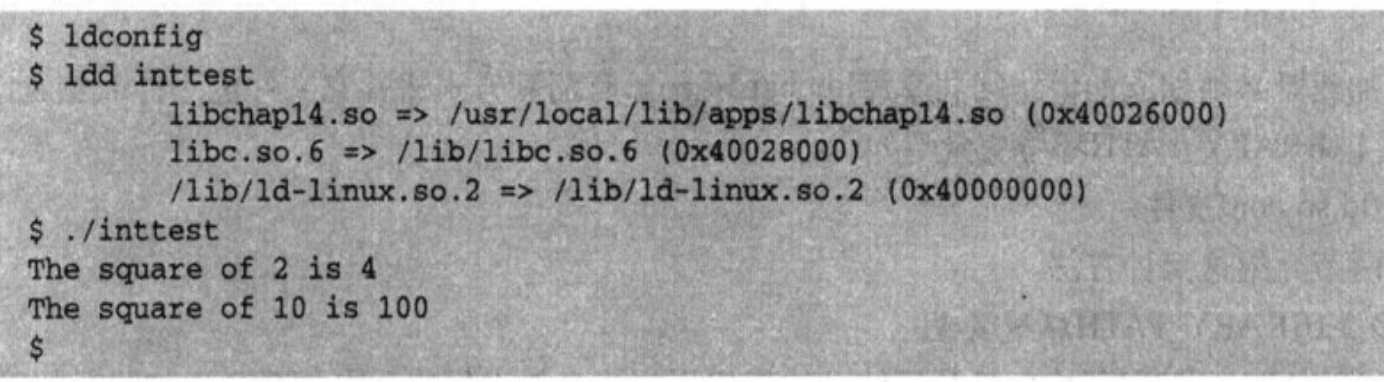 $ ldconfig
$ ldd inttest
        libchap14.so => /usr/local/lib/apps/libchap14.so (0x40026000)
        libc.so.6 => /lib/libc.so.6 (0x40028000)
        /lib/ld-linux.so.2 => /lib/ld-linux.so.2 (0x40000000)
$ ./inttest
The square of 2 is 4
The square of 10 is 100
$